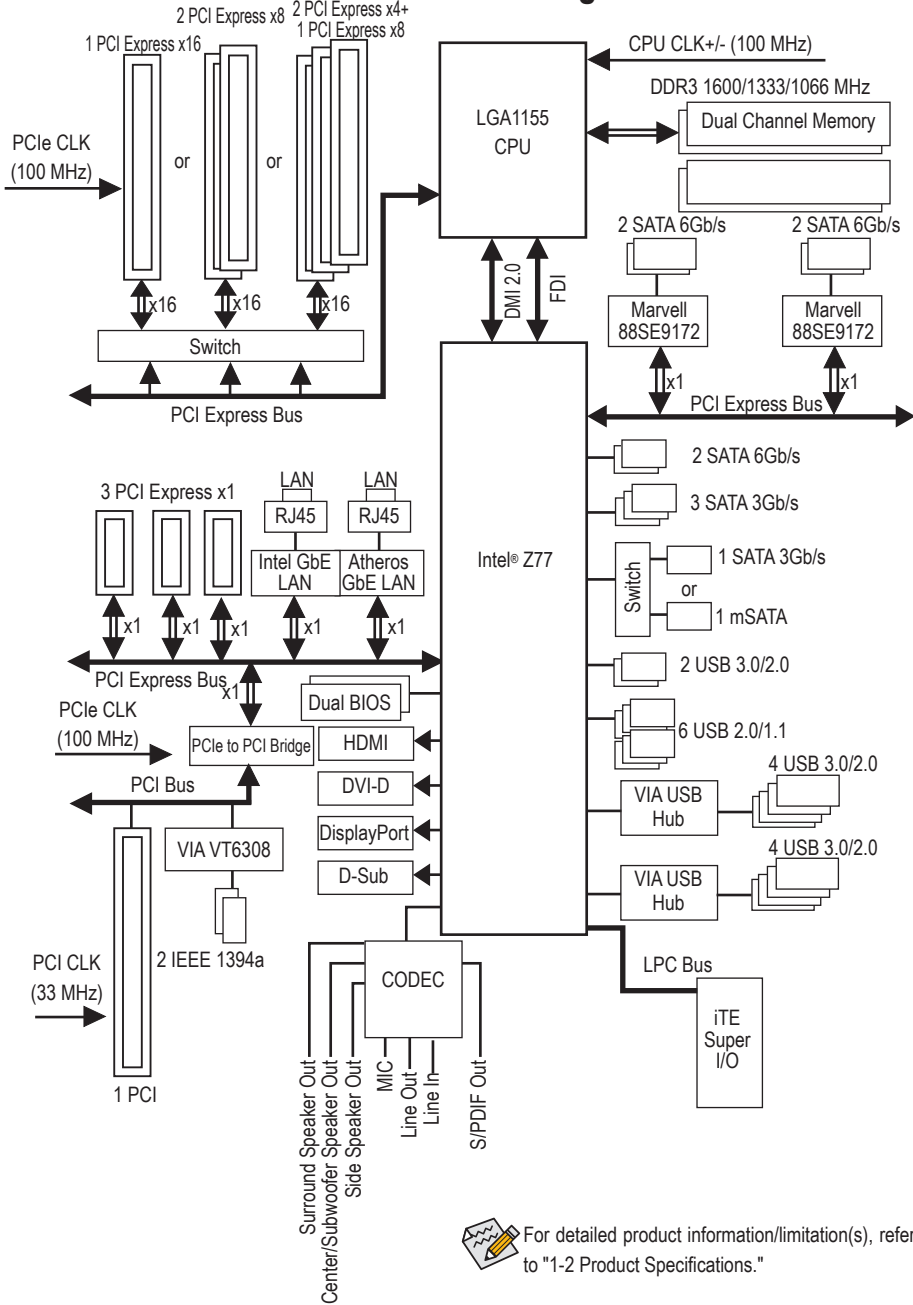 2 PCI Express x8
2 PCI Express x4+
1 PCI Express x8
1 PCI Express x16
CPU CLK+/- (100 MHz)
DDR3 1600/1333/1066 MHz
LGA1155
CPU
Dual Channel Memory
PCIe CLK
(100 MHz)
or
or
2 SATA 6Gb/s
2 SATA 6Gb/s
DMI 2.0
FDI
x16
x16
x16
Marvell
88SE9172
Marvell
88SE9172
Switch
x1
x1
PCI Express Bus
PCI Express Bus
2 SATA 6Gb/s
3 PCI Express x1
LAN
LAN
RJ45
RJ45
3 SATA 3Gb/s
Intel GbE
LAN
Atheros
GbE LAN
Intel® Z77
Switch
1 SATA 3Gb/s
or
1 mSATA
x1
x1
x1
x1
x1
PCI Express Bus
x1
2 USB 3.0/2.0
Dual BIOS
PCIe CLK
(100 MHz)
PCIe to PCI Bridge
HDMI
6 USB 2.0/1.1
PCI Bus
DVI-D
4 USB 3.0/2.0
VIA USB
Hub
VIA VT6308
DisplayPort
D-Sub
4 USB 3.0/2.0
VIA USB
Hub
2 IEEE 1394a
PCI CLK
(33 MHz)
CODEC
LPC Bus
iTE
Super
I/O
1 PCI
Surround Speaker Out
Center/Subwoofer Speaker Out
Side Speaker Out
MIC
Line Out
Line In
S/PDIF Out
For detailed product information/limitation(s), refer
to "1-2 Product Specifications."